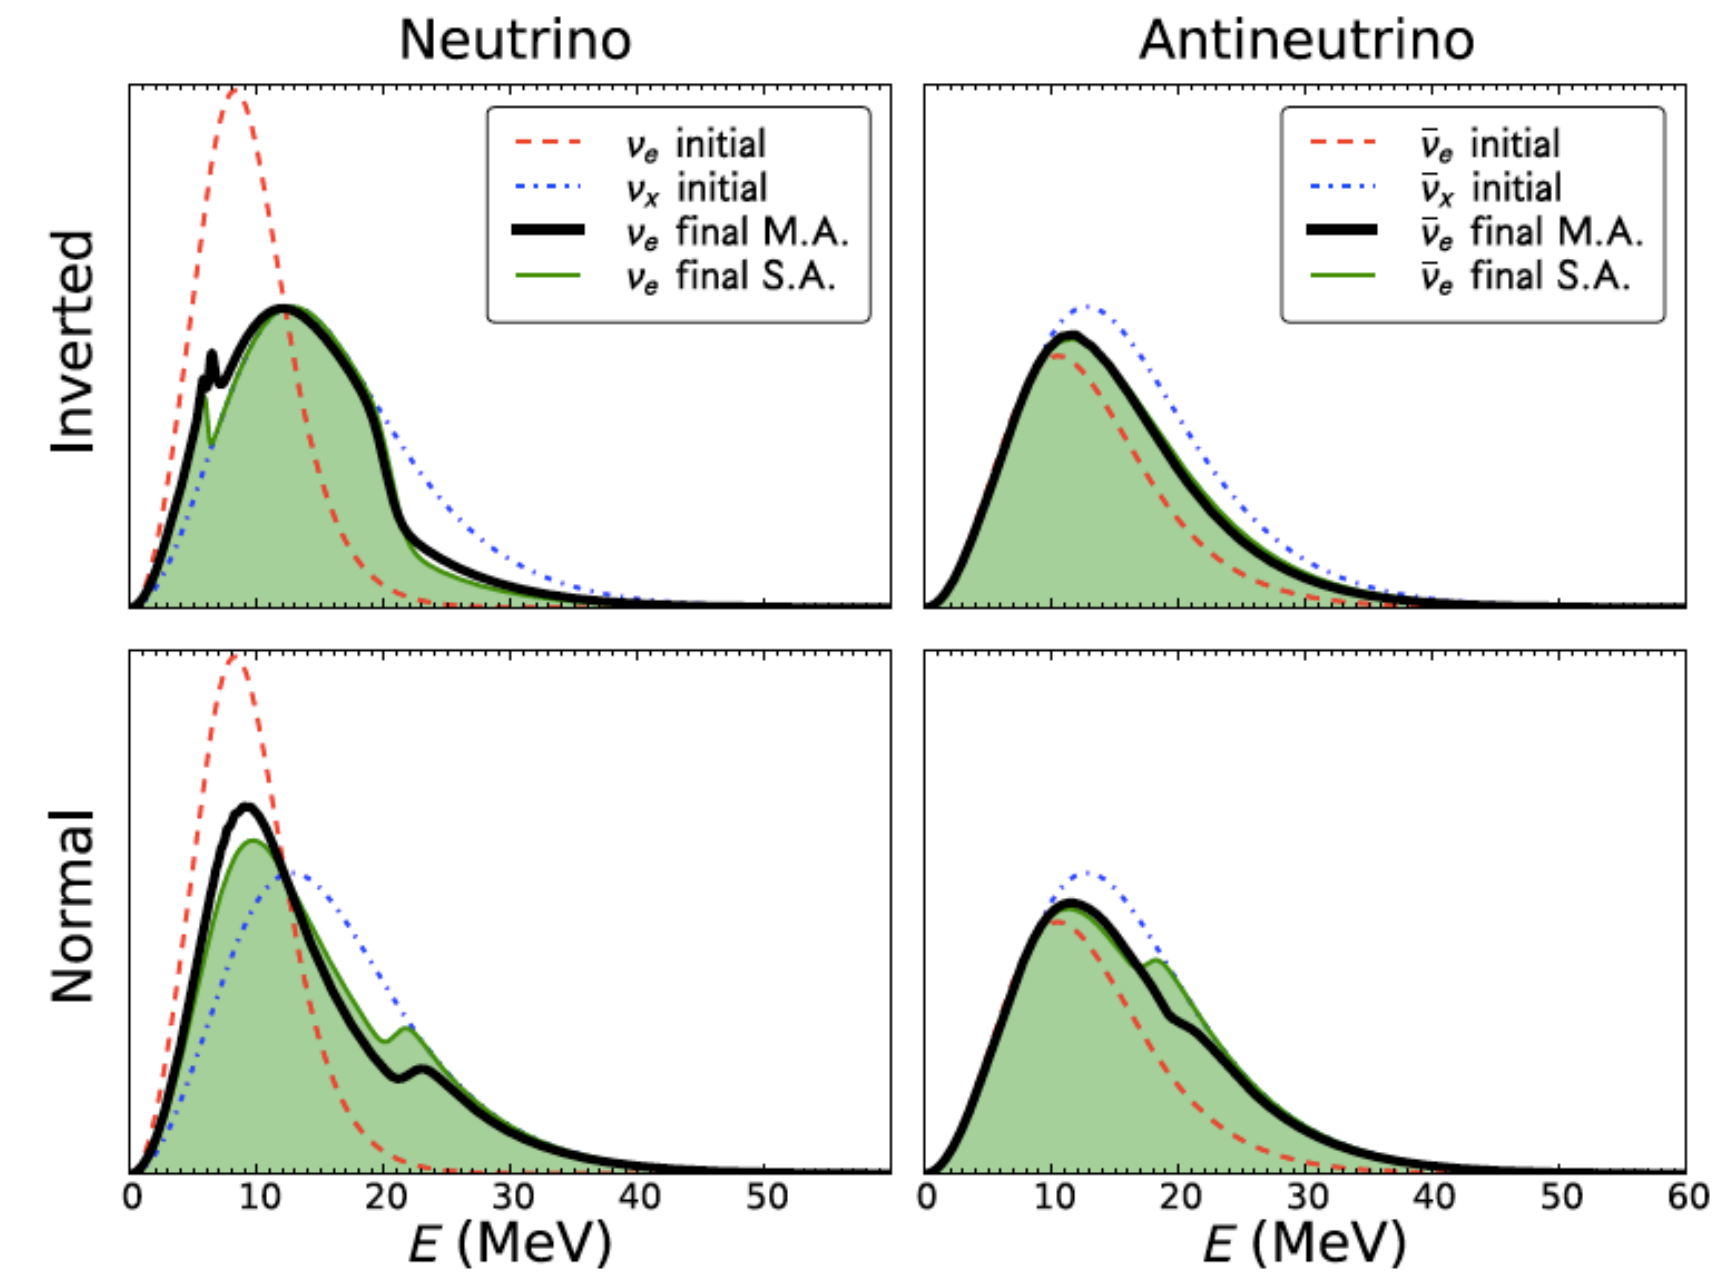 Neutrino
Antineutrino
Inverted
νe initial
νx initial
νe final M.A.
νe final S.A.
ν̄e initial
ν̄x initial
ν̄e final M.A.
ν̄e final S.A.
Normal
0 10 20 30 40 50
0 10 20 30 40 50 60
E (MeV)
E (MeV)